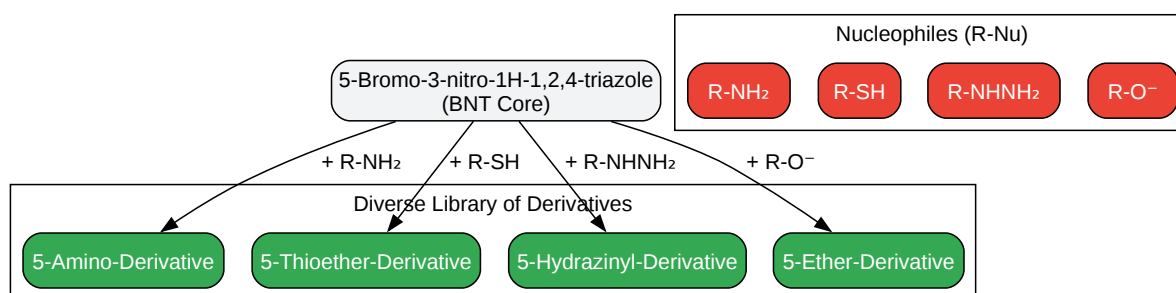 Nucleophiles (R-Nu)
R-NH₂
R-SH
R-NHNH₂
R-O⁻
5-Bromo-3-nitro-1H-1,2,4-triazole
(BNT Core)
+ R-NH₂
+ R-SH
+ R-NHNH₂
+ R-O⁻
Diverse Library of Derivatives
5-Amino-Derivative
5-Thioether-Derivative
5-Hydrazinyl-Derivative
5-Ether-Derivative